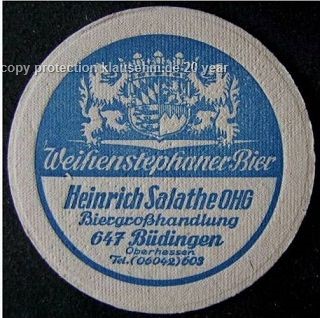 copy protection klausehm.de 20 year
Weihenstephaner Bier
Heinrich Salathe OHG
Biergroßhandlung
647 Büdingen
Oberhessen
Tel. (06042) 603